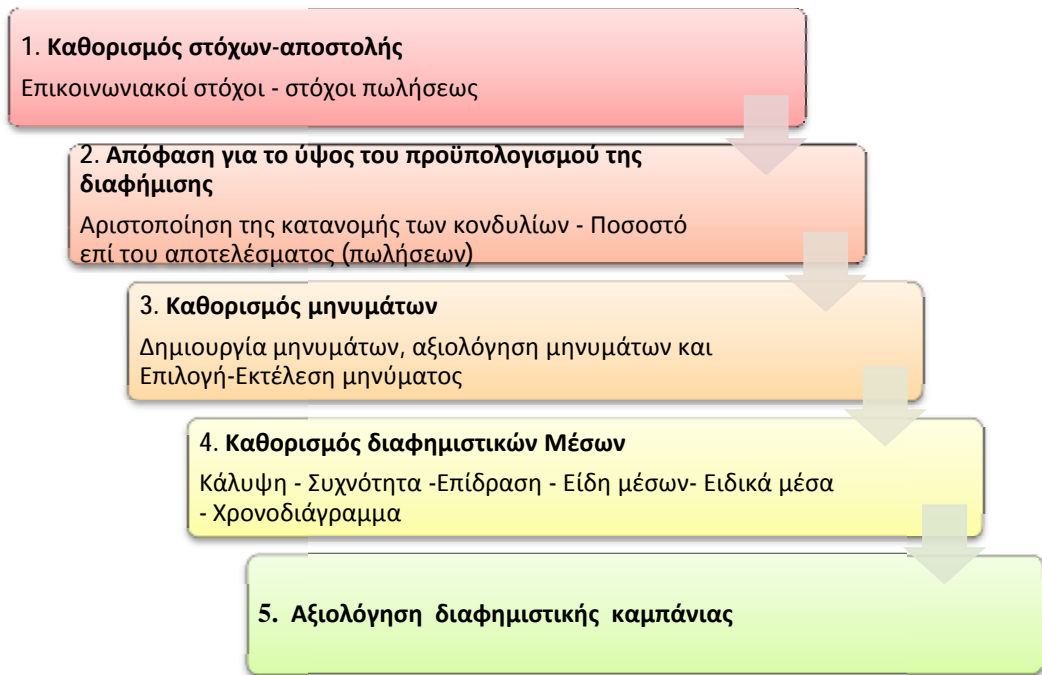 1. Καθορισμός στόχων-αποστολής
Επικοινωνιακοί στόχοι - στόχοι πωλήσεως
2. Απόφαση για το ύψος του προϋπολογισμού της
διαφήμισης
Αριστοποίηση της κατανομής των κονδυλίων - Ποσοστό
επί του αποτελέσματος (πωλήσεων)
3. Καθορισμός μηνυμάτων
Δημιουργία μηνυμάτων, αξιολόγηση μηνυμάτων και
Επιλογή-Εκτέλεση μηνύματος
4. Καθορισμός διαφημιστικών Μέσων
Κάλυψη - Συχνότητα -Επίδραση - Είδη μέσων- Ειδικά μέσα
- Χρονοδιάγραμμα
5. Αξιολόγηση διαφημιστικής καμπάνιας